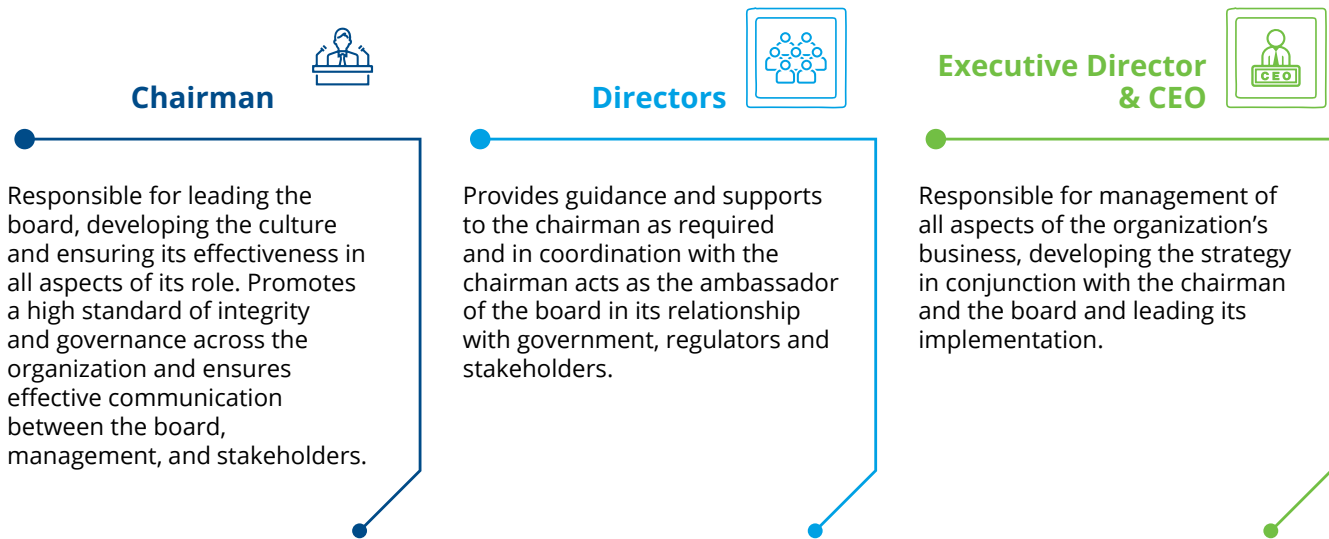 Chairman
Responsible for leading the
board, developing the culture
and ensuring its effectiveness in
all aspects of its role. Promotes
a high standard of integrity
and governance across the
organization and ensures
effective communication
between the board,
management, and stakeholders.
Directors
Provides guidance and supports
to the chairman as required
and in coordination with the
chairman acts as the ambassador
of the board in its relationship
with government, regulators and
stakeholders.
Executive Director
& CEO
CEO
Responsible for management of
all aspects of the organization’s
business, developing the strategy
in conjunction with the chairman
and the board and leading its
implementation.